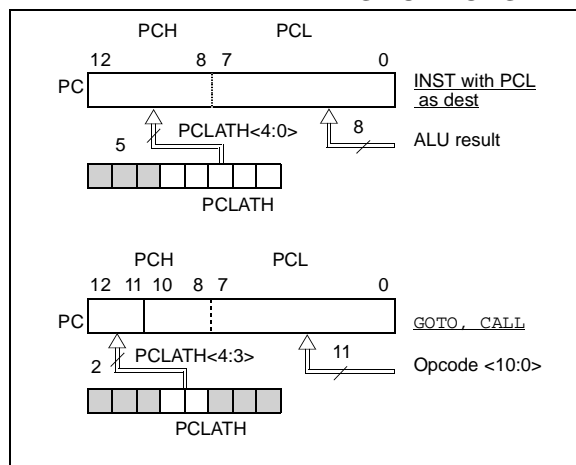 PCH PCL
12 8 7 0
PC INST with PCL
as dest
PCLATH<4:0> 8
5 ALU result
PCLATH
PCH PCL
12 11 10 8 7 0
PC GOTO, CALL
PCLATH<4:3> 11
2 Opcode <10:0>
PCLATH